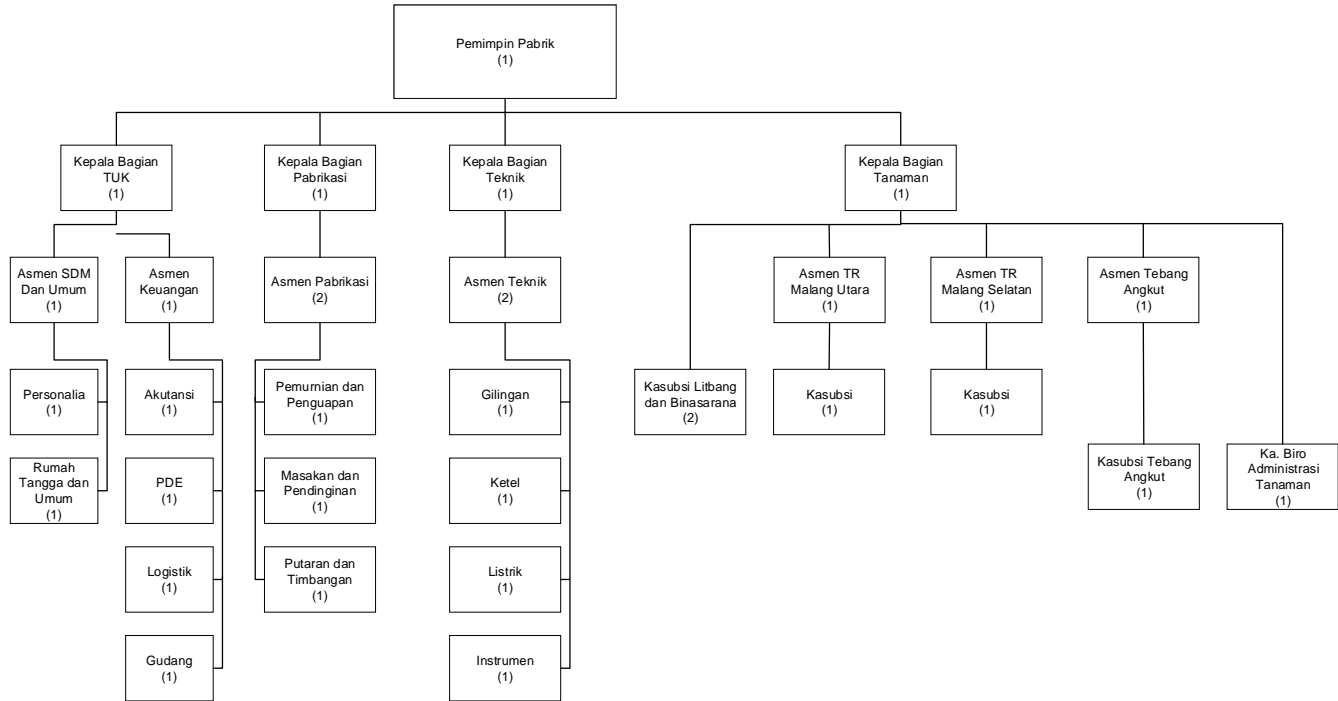 Pemimpin Pabrik
(1)
Kepala Bagian
TUK
(1)
Kepala Bagian
Pabrikasi
(1)
Kepala Bagian
Teknik
(1)
Kepala Bagian
Tanaman
(1)
Asmen SDM
Dan Umum
(1)
Asmen
Keuangan
(1)
Asmen Pabrikasi
(2)
Asmen Teknik
(2)
Asmen TR
Malang Utara
(1)
Asmen TR
Malang Selatan
(1)
Asmen Tebang
Angkut
(1)
Personalia
(1)
Akutansi
(1)
Pemurnian dan
Penguapan
(1)
Gilingan
(1)
Kasubsi Litbang
dan Binasarana
(2)
Kasubsi
(1)
Kasubsi
(1)
Rumah
Tangga dan
Umum
(1)
PDE
(1)
Masakan dan
Pendinginan
(1)
Ketel
(1)
Kasubsi Tebang
Angkut
(1)
Ka. Biro
Administrasi
Tanaman
(1)
Logistik
(1)
Putaran dan
Timbangan
(1)
Listrik
(1)
Gudang
(1)
Instrumen
(1)